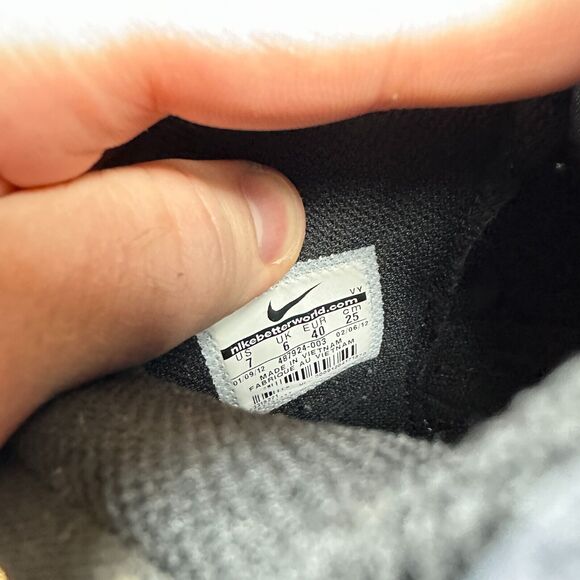 VY
nikebetterworld.com
US UK EUR cm
7 6 40 25
01/09/12 487924-003 02/06/12
MADE IN VIETNAM
FABRIQUE AU VIETNAM